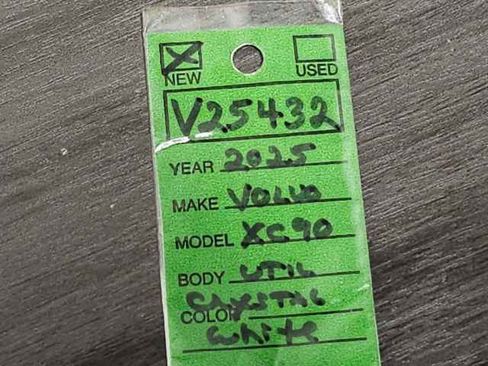 NEW USED
V25432
YEAR 2025
MAKE VOLVO
MODEL XC90
BODY UTIL
COLOR Crystal
White